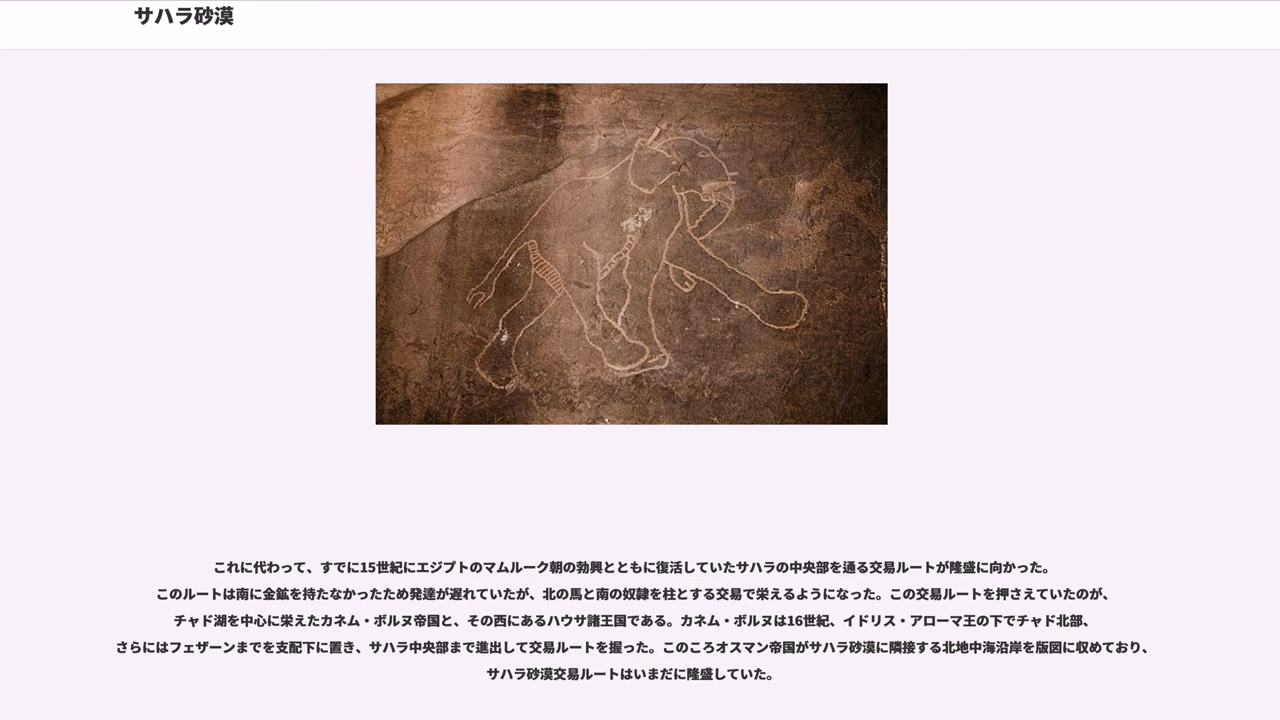 サハラ砂漠
これに代わって、すでに15世紀にエジプトのマムルーク朝の勃興とともに復活していたサハラの中央部を通る交易ルートが隆盛に向かった。
このルートは南に金鉱を持たなかったため発達が遅れていたが、北の馬と南の奴隷を柱とする交易で栄えるようになった。この交易ルートを押さえていたのが、
チャド湖を中心に栄えたカネム・ボルヌ帝国と、その西にあるハウサ諸王国である。カネム・ボルヌは16世紀、イドリス・アローマ王の下でチャド北部、
さらにはフェザーンまでを支配下に置き、サハラ中央部まで進出して交易ルートを握った。このころオスマン帝国がサハラ砂漠に隣接する北地中海沿岸を版図に収めており、
サハラ砂漠交易ルートはいまだに隆盛していた。